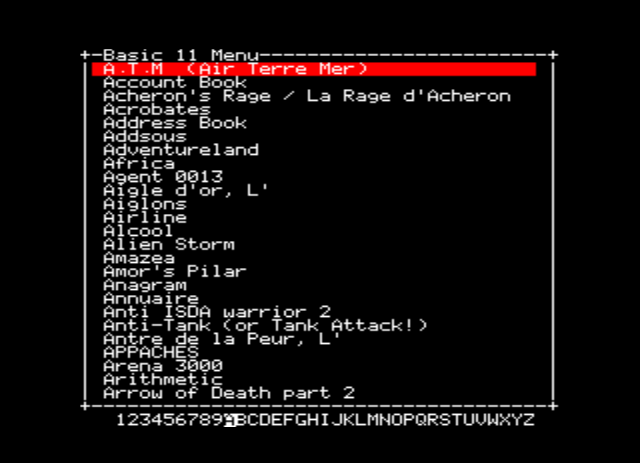 Basic 11 Menu
A.T.M (Air Terre Mer)
Account Book
Acheron's Rage / La Rage d'Acheron
Acrobates
Address Book
Addsous
Adventureland
Africa
Agent 0013
Aigle d'or, L'
Aiglons
Airline
Alcool
Alien Storm
Amazea
Amor's Pilar
Anagram
Annuaire
Anti ISDA warrior 2
Anti-Tank (or Tank Attack!)
Antre de la Peur, L'
APPACHES
Arena 3000
Arithmetic
Arrow of Death part 2
123456789ABCDEFGHIJKLMNOPQRSTUVWXYZ